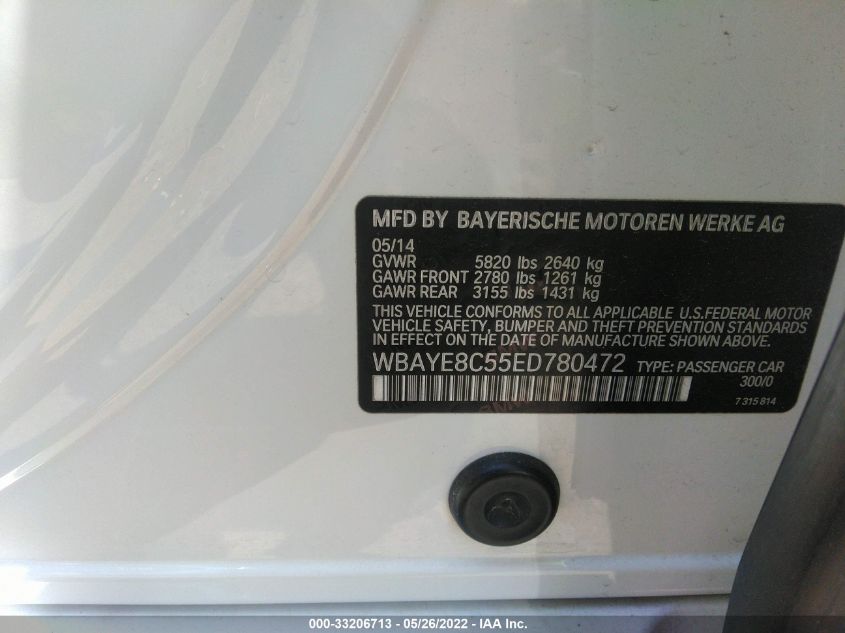 MFD BY BAYERISCHE MOTOREN WERKE AG
05/14
GVWR 5820 lbs 2640 kg
GAWR FRONT 2780 lbs 1261 kg
GAWR REAR 3155 lbs 1431 kg
THIS VEHICLE CONFORMS TO ALL APPLICABLE U.S.FEDERAL MOTOR
VEHICLE SAFETY, BUMPER AND THEFT PREVENTION STANDARDS
IN EFFECT ON THE DATE OF MANUFACTURE SHOWN ABOVE.
WBAYE8C55ED780472 TYPE: PASSENGER CAR
300/0
7 315 814
000-33206713 - 05/26/2022 - IAA Inc.